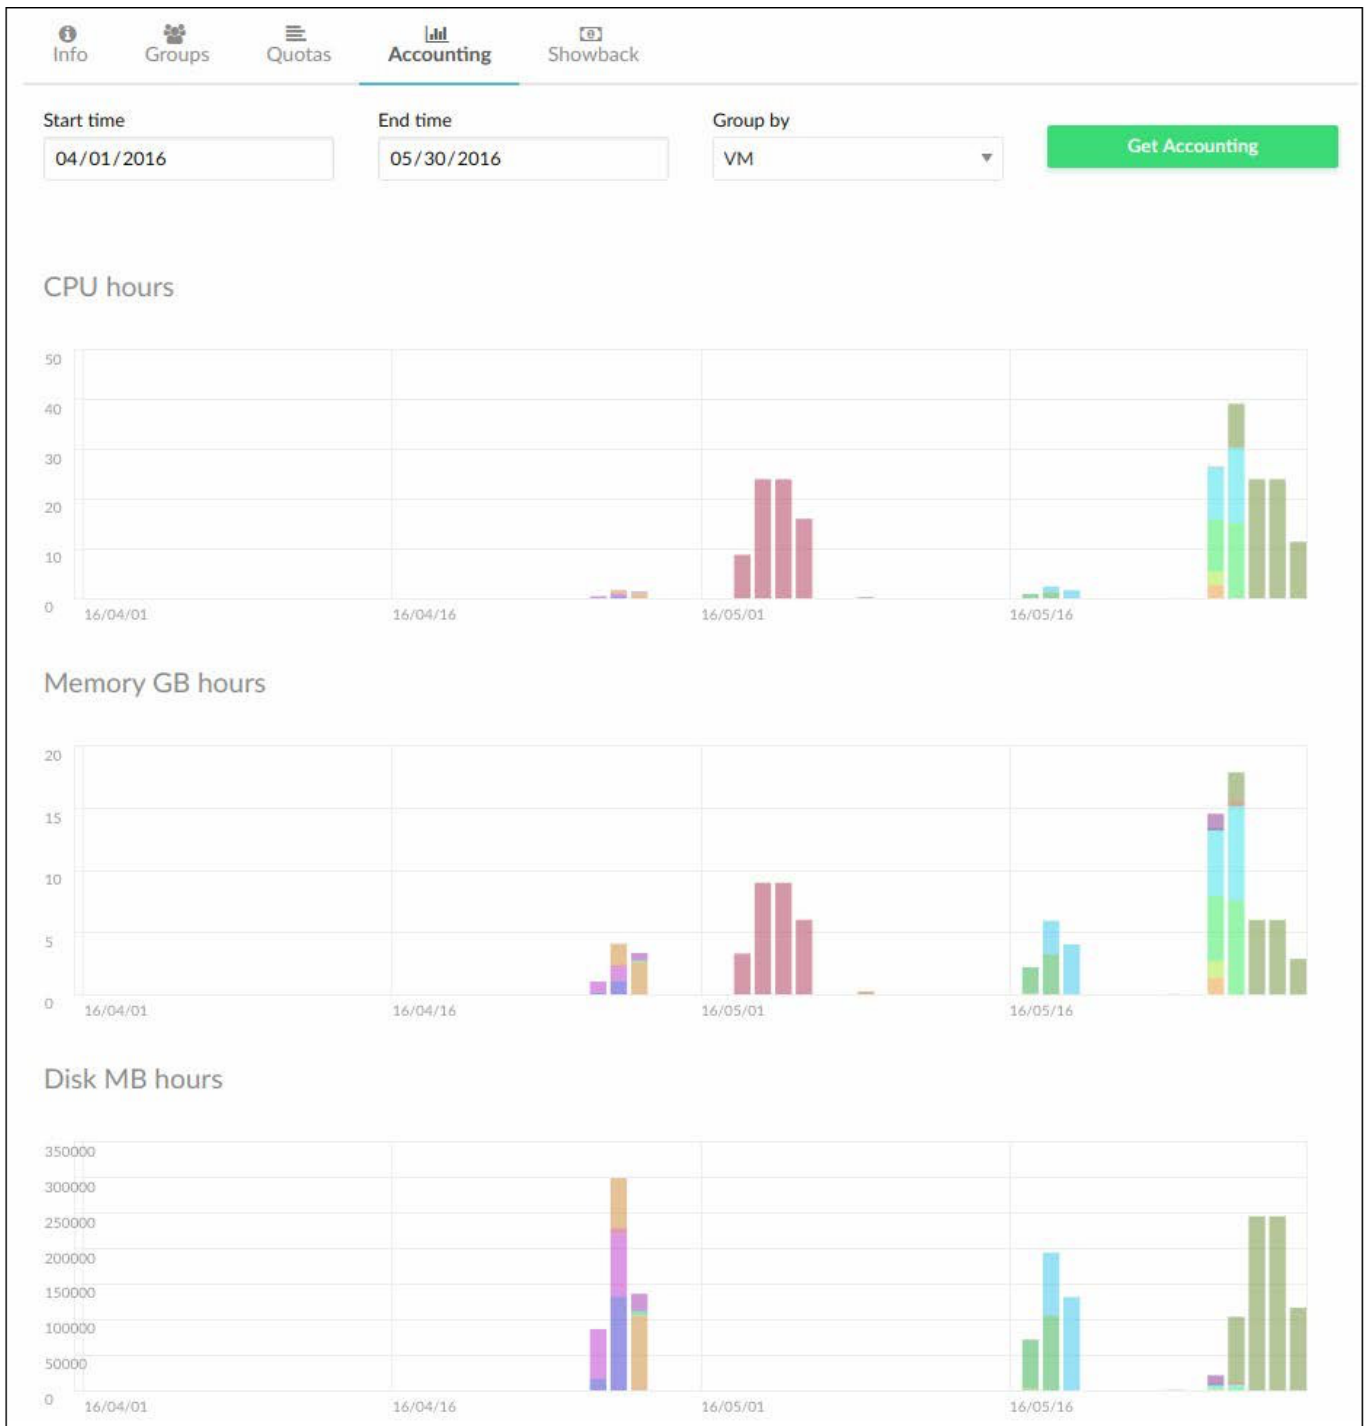 Info Groups Quotas Accounting Showback
Start time End time Group by
04/01/2016 05/30/2016 VM Get Accounting
CPU hours
50
40
30
20
10
0
16/04/01 16/04/16 16/05/01 16/05/16
Memory GB hours
20
15
10
5
0
16/04/01 16/04/16 16/05/01 16/05/16
Disk MB hours
350000
300000
250000
200000
150000
100000
50000
0
16/04/01 16/04/16 16/05/01 16/05/16